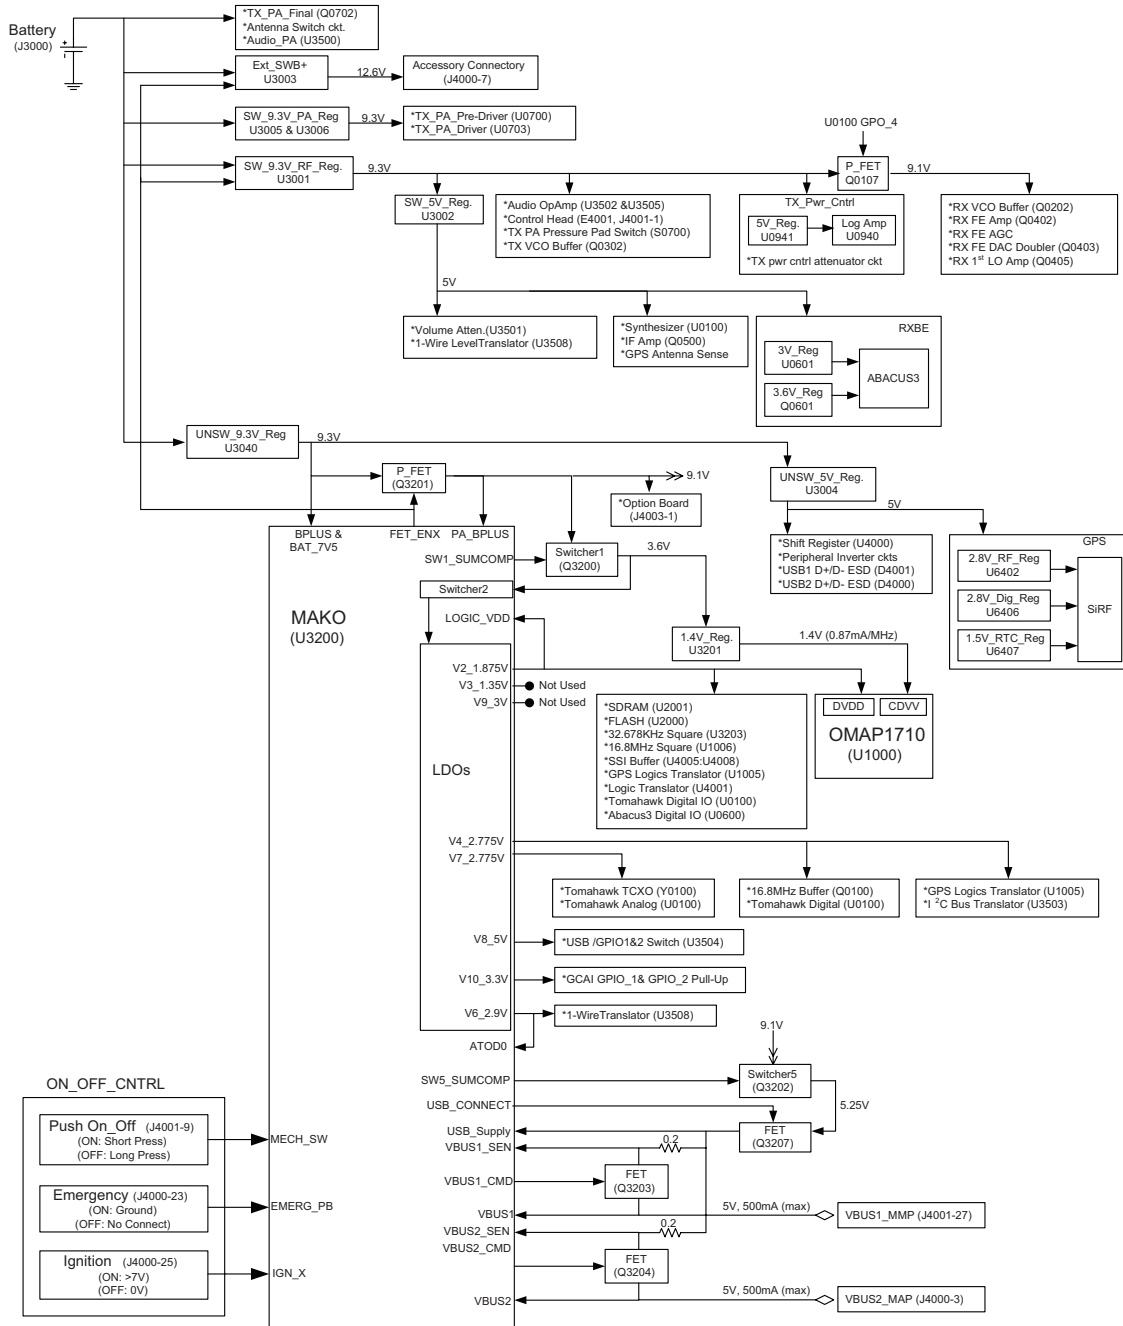 Battery
(J3000)
+
-
*TX_PA_Final (Q0702)
*Antenna Switch ckt.
*Audio_PA (U3500)
Ext_SWB+
U3003
12.6V
Accessory Connectory
(J4000-7)
SW_9.3V_PA_Reg
U3005 & U3006
9.3V
*TX_PA_Pre-Driver (U0700)
*TX_PA_Driver (U0703)
U0100 GPO_4
SW_9.3V_RF_Reg.
U3001
9.3V
P_FET
Q0107
9.1V
SW_5V_Reg.
U3002
*Audio OpAmp (U3502 &U3505)
*Control Head (E4001, J4001-1)
*TX PA Pressure Pad Switch (S0700)
*TX VCO Buffer (Q0302)
TX_Pwr_Cntrl
5V_Reg.
U0941
Log Amp
U0940
*TX pwr cntrl attenuator ckt
*RX VCO Buffer (Q0202)
*RX FE Amp (Q0402)
*RX FE AGC
*RX FE DAC Doubler (Q0403)
*RX 1st LO Amp (Q0405)
5V
*Volume Atten.(U3501)
*1-Wire LevelTranslator (U3508)
*Synthesizer (U0100)
*IF Amp (Q0500)
*GPS Antenna Sense
RXBE
3V_Reg
U0601
3.6V_Reg
Q0601
ABACUS3
UNSW_9.3V_Reg
U3040
9.3V
P_FET
(Q3201)
9.1V
*Option Board
(J4003-1)
UNSW_5V_Reg.
U3004
5V
*Shift Register (U4000)
*Peripheral Inverter ckts
*USB1 D+/D- ESD (D4001)
*USB2 D+/D- ESD (D4000)
GPS
2.8V_RF_Reg
U6402
2.8V_Dig_Reg
U6406
1.5V_RTC_Reg
U6407
SiRF
BPLUS &
BAT_7V5
FET_ENX
PA_BPLUS
SW1_SUMCOMP
Switcher1
(Q3200)
3.6V
Switcher2
MAKO
(U3200)
LOGIC_VDD
1.4V_Reg.
U3201
1.4V (0.87mA/MHz)
V2_1.875V
V3_1.35V
Not Used
V9_3V
Not Used
LDOs
*SDRAM (U2001)
*FLASH (U2000)
*32.678KHz Square (U3203)
*16.8MHz Square (U1006)
*SSI Buffer (U4005:U4008)
*GPS Logics Translator (U1005)
*Logic Translator (U4001)
*Tomahawk Digital IO (U0100)
*Abacus3 Digital IO (U0600)
DVDD
CDVV
OMAP1710
(U1000)
V4_2.775V
V7_2.775V
*Tomahawk TCXO (Y0100)
*Tomahawk Analog (U0100)
*16.8MHz Buffer (Q0100)
*Tomahawk Digital (U0100)
*GPS Logics Translator (U1005)
*I ²C Bus Translator (U3503)
V8_5V
*USB /GPIO1&2 Switch (U3504)
V10_3.3V
*GCAI GPIO_1& GPIO_2 Pull-Up
V6_2.9V
*1-WireTranslator (U3508)
ATOD0
9.1V
SW5_SUMCOMP
Switcher5
(Q3202)
5.25V
USB_CONNECT
USB_Supply
FET
(Q3207)
VBUS1_SEN
0.2
VBUS1_CMD
FET
(Q3203)
VBUS1
5V, 500mA (max)
VBUS1_MMP (J4001-27)
VBUS2_SEN
0.2
VBUS2_CMD
FET
(Q3204)
VBUS2
5V, 500mA (max)
VBUS2_MAP (J4000-3)
ON_OFF_CNTRL
Push On_Off (J4001-9)
(ON: Short Press)
(OFF: Long Press)
MECH_SW
Emergency (J4000-23)
(ON: Ground)
(OFF: No Connect)
EMERG_PB
Ignition (J4000-25)
(ON: >7V)
(OFF: 0V)
IGN_X